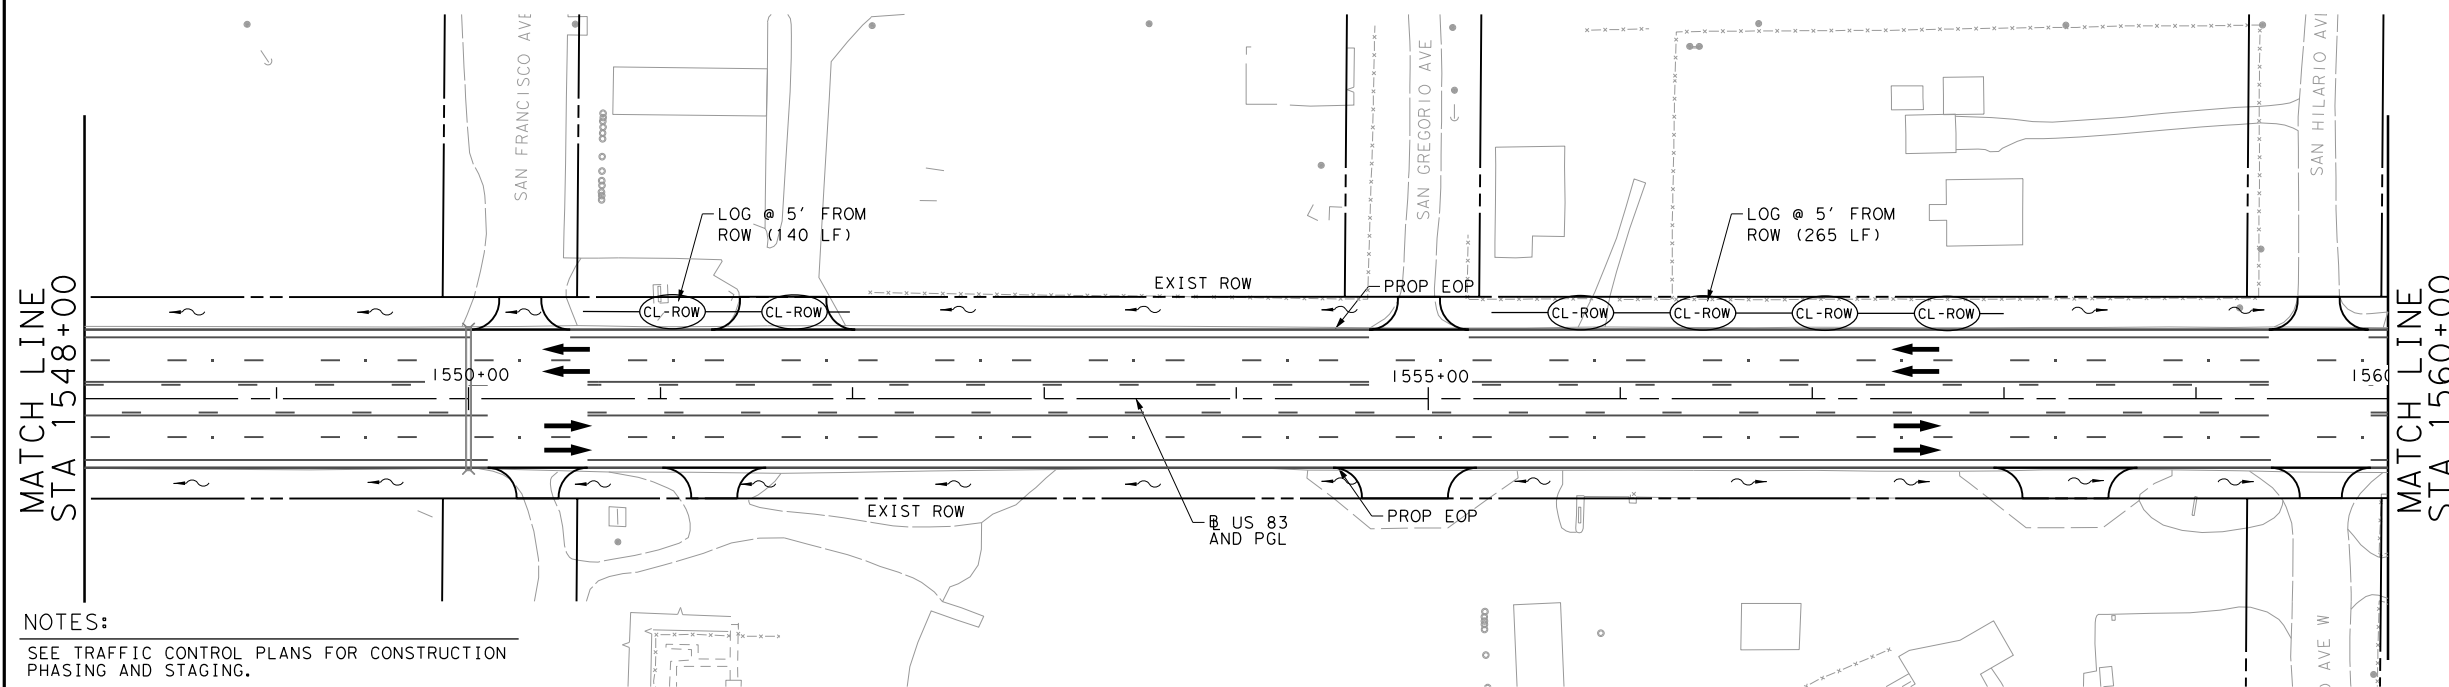 SAN FRANCISCO AVE
SAN GREGORIO AVE
SAN HILARIO AVE
LOG @ 5' FROM
ROW (140 LF)
LOG @ 5' FROM
ROW (265 LF)
EXIST ROW
PROP EOP
CL-ROW
CL-ROW
CL-ROW
CL-ROW
CL-ROW
CL-ROW
MATCH LINE
STA 1548+00
1550+00
1555+00
1560
MATCH LINE
STA 1560+00
EXIST ROW
PROP EOP
US 83
AND PGL
AVE W
NOTES:
SEE TRAFFIC CONTROL PLANS FOR CONSTRUCTION
PHASING AND STAGING.